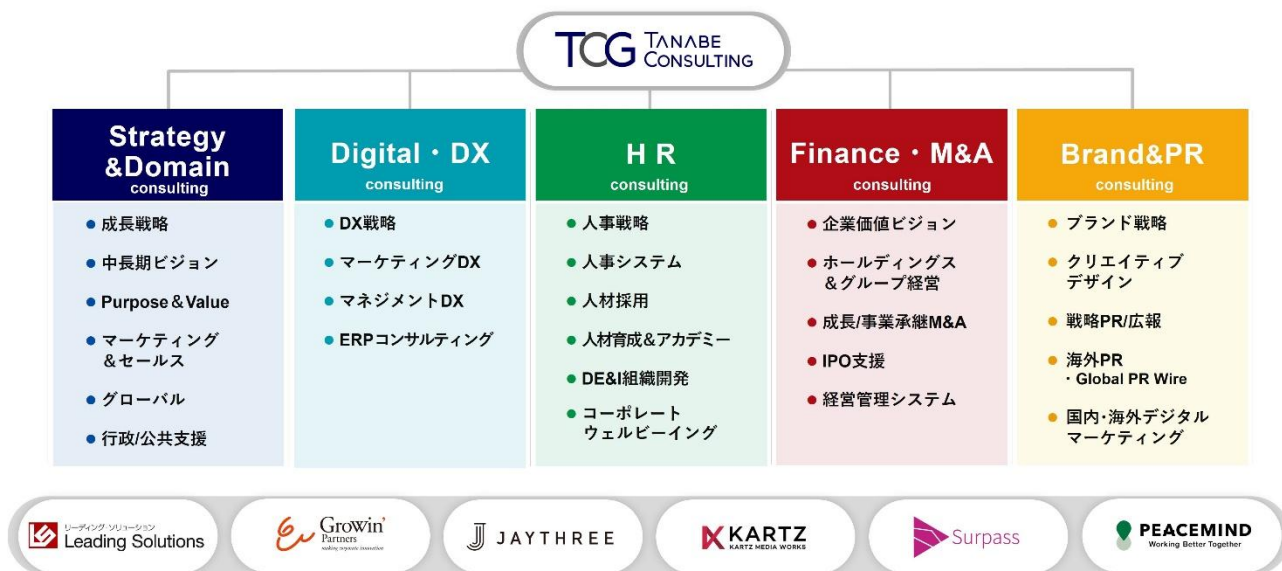 TCG TANABE
CONSULTING
Strategy
&Domain
consulting
● 成長戦略
● 中長期ビジョン
● Purpose＆Value
● マーケティング
＆セールス
● グローバル
● 行政/公共支援
Digital・DX
consulting
● DX戦略
● マーケティングDX
● マネジメントDX
● ERPコンサルティング
HR
consulting
● 人事戦略
● 人事システム
● 人材採用
● 人材育成＆アカデミー
● DE&I組織開発
● コーポレート
ウェルビーイング
Finance・M&A
consulting
● 企業価値ビジョン
● ホールディングス
＆グループ経営
● 成長/事業承継M&A
● IPO支援
● 経営管理システム
Brand&PR
consulting
● ブランド戦略
● クリエイティブ
デザイン
● 戦略PR/広報
● 海外PR
・Global PR Wire
● 国内・海外デジタル
マーケティング
リーディング・ソリューション
Leading Solutions
GroWin'
Partners
making corporate innovation
JAYTHREE
KARTZ
KARTZ MEDIA WORKS
Surpass
PEACEMIND
Working Better Together